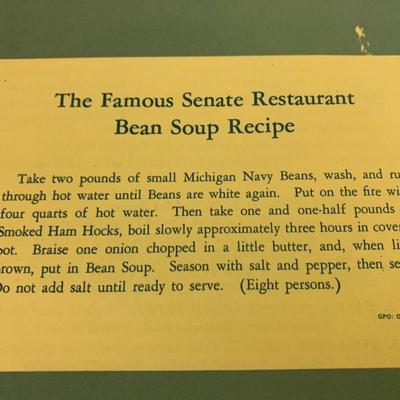 The Famous Senate Restaurant
Bean Soup Recipe
Take two pounds of small Michigan Navy Beans, wash, and ru
through hot water until Beans are white again. Put on the fire wi
four quarts of hot water. Then take one and one-half pounds
Smoked Ham Hocks, boil slowly approximately three hours in cover
pot. Braise one onion chopped in a little butter, and, when li
rown, put in Bean Soup. Season with salt and pepper, then se
Do not add salt until ready to serve. (Eight persons.)
GPO: O